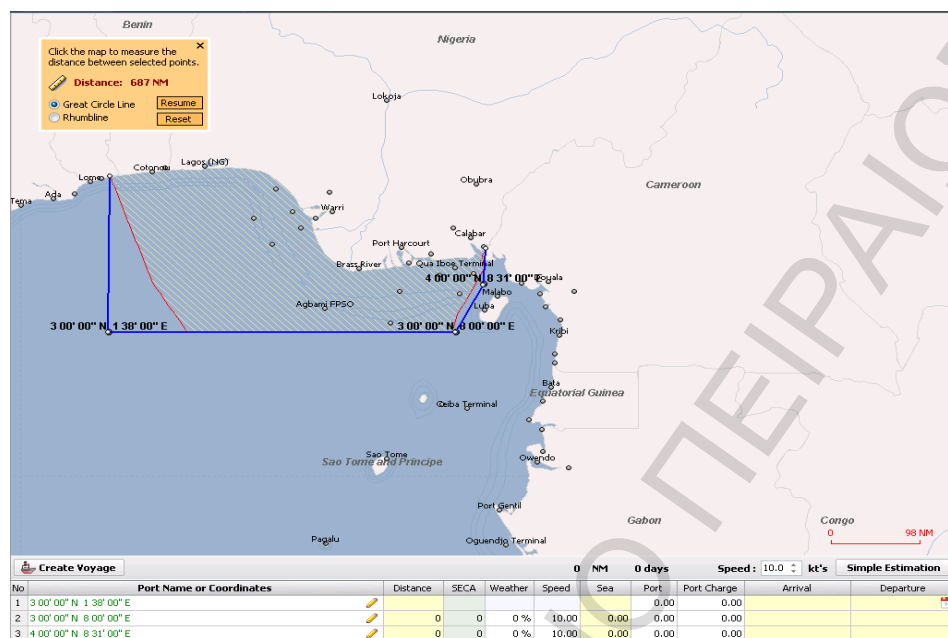 Benin
Nigeria
Click the map to measure the
distance between selected points.
Distance: 687 NM
Great Circle Line
Resume
Rhumbline
Reset
Lokoja
Lagos (NG)
Cotonou
Lome
Ada
Tema
Obubra
Cameroon
Warri
Calabar
Port Harcourt
Brass River
Qua Iboe Terminal
4 00' 00'' N 8 31' 00'' E
Douala
Malabo
Agbami FPSO
Luba
3 00' 00'' N 1 38' 00'' E
3 00' 00'' N 8 00' 00'' E
Kribi
Bata
Equatorial Guinea
Ceiba Terminal
Sao Tome
Sao Tome and Principe
Owendo
Port Gentil
Gabon
Congo
0 98 NM
Pagalu
Oguendjo Terminal
Create Voyage
0 NM 0 days Speed : 10.0 kt's Simple Estimation
No Port Name or Coordinates Distance SECA Weather Speed Sea Port Port Charge Arrival Departure
1 3 00' 00'' N 1 38' 00'' E 0.00 0.00
2 3 00' 00'' N 8 00' 00'' E 0 0 0 % 10.00 0.00 0.00 0.00
3 4 00' 00'' N 8 31' 00'' E 0 0 0 % 10.00 0.00 0.00 0.00
Ο ΠΕΙΡΑΙΩ